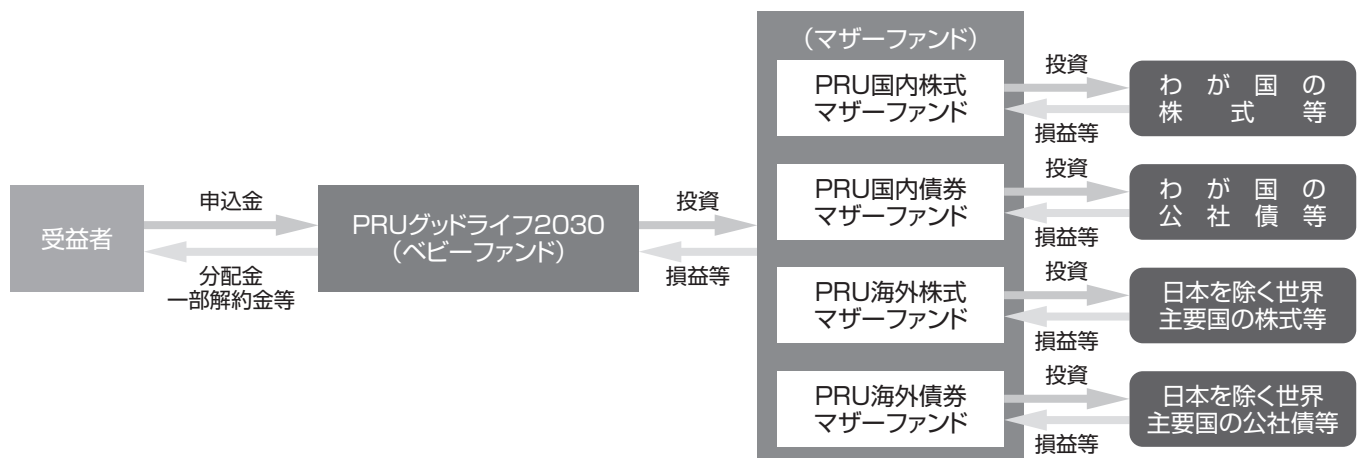 受益者
申込金
分配金
一部解約金等
PRUグッドライフ2030
(ベビーファンド)
投資
損益等
(マザーファンド)
PRU国内株式
マザーファンド
投資
損益等
わが国の
株式等
PRU国内債券
マザーファンド
投資
損益等
わが国の
公社債等
PRU海外株式
マザーファンド
投資
損益等
日本を除く世界
主要国の株式等
PRU海外債券
マザーファンド
投資
損益等
日本を除く世界
主要国の公社債等